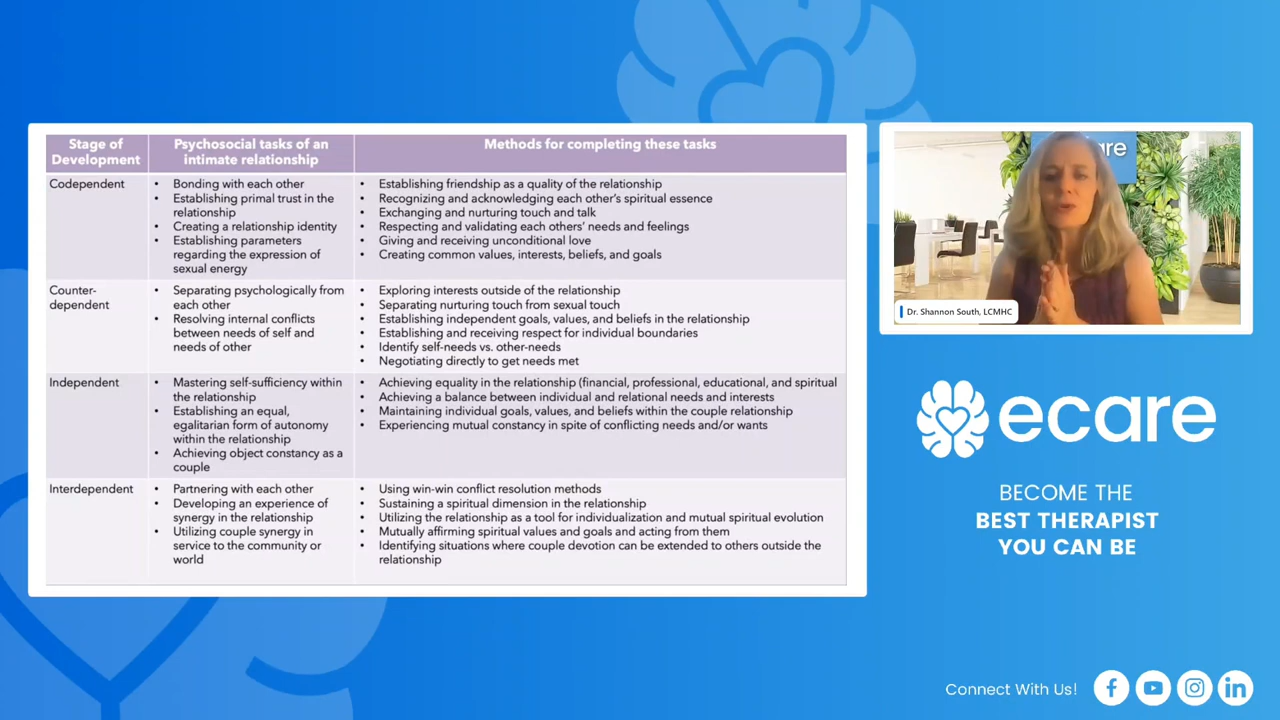 Stage of
Development
Psychosocial tasks of an
intimate relationship
Methods for completing these tasks
Codependent
• Bonding with each other
• Establishing primal trust in the
relationship
• Creating a relationship identity
• Establishing parameters
regarding the expression of
sexual energy
• Establishing friendship as a quality of the relationship
• Recognizing and acknowledging each other's spiritual essence
• Exchanging and nurturing touch and talk
• Respecting and validating each others' needs and feelings
• Giving and receiving unconditional love
• Creating common values, interests, beliefs, and goals
Counter-
dependent
• Separating psychologically from
each other
• Resolving internal conflicts
between needs of self and
needs of other
• Exploring interests outside of the relationship
• Separating nurturing touch from sexual touch
• Establishing independent goals, values, and beliefs in the relationship
• Establishing and receiving respect for individual boundaries
• Identify self-needs vs. other-needs
• Negotiating directly to get needs met
Independent
• Mastering self-sufficiency within
the relationship
• Establishing an equal,
egalitarian form of autonomy
within the relationship
• Achieving object constancy as a
couple
• Achieving equality in the relationship (financial, professional, educational, and spiritual
• Achieving a balance between individual and relational needs and interests
• Maintaining individual goals, values, and beliefs within the couple relationship
• Experiencing mutual constancy in spite of conflicting needs and/or wants
Interdependent
• Partnering with each other
• Developing an experience of
synergy in the relationship
• Utilizing couple synergy in
service to the community or
world
• Using win-win conflict resolution methods
• Sustaining a spiritual dimension in the relationship
• Utilizing the relationship as a tool for individualization and mutual spiritual evolution
• Mutually affirming spiritual values and goals and acting from them
• Identifying situations where couple devotion can be extended to others outside the
relationship
are
Dr. Shannon South, LCMHC
ecare
BECOME THE
BEST THERAPIST
YOU CAN BE
Connect With Us!